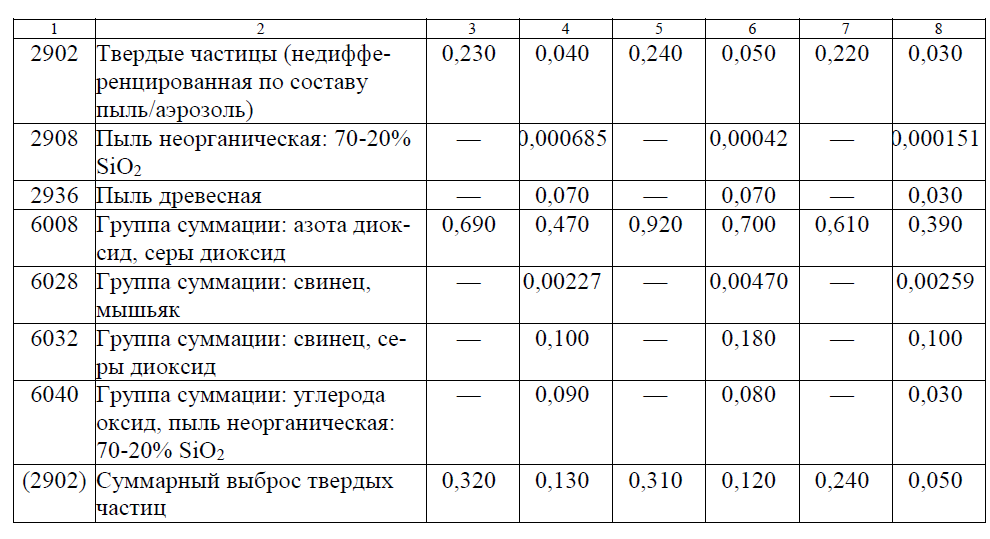 1 2 3 4 5 6 7 8
2902 Твердые частицы (недиффе- 0,230 0,040 0,240 0,050 0,220 0,030
ренцированная по составу
пыль/аэрозоль)
2908 Пыль неорганическая: 70-20% — 0,000685 — 0,00042 — 0,000151
SiO₂
2936 Пыль древесная — 0,070 — 0,070 — 0,030
6008 Группа суммации: азота диок- 0,690 0,470 0,920 0,700 0,610 0,390
сид, серы диоксид
6028 Группа суммации: свинец, — 0,00227 — 0,00470 — 0,00259
мышьяк
6032 Группа суммации: свинец, се- — 0,100 — 0,180 — 0,100
ры диоксид
6040 Группа суммации: углерода — 0,090 — 0,080 — 0,030
оксид, пыль неорганическая:
70-20% SiO₂
(2902) Суммарный выброс твердых 0,320 0,130 0,310 0,120 0,240 0,050
частиц